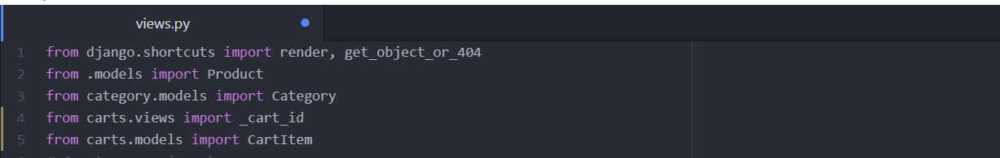 views.py
1 from django.shortcuts import render, get_object_or_404
2 from .models import Product
3 from category.models import Category
4 from carts.views import _cart_id
5 from carts.models import CartItem